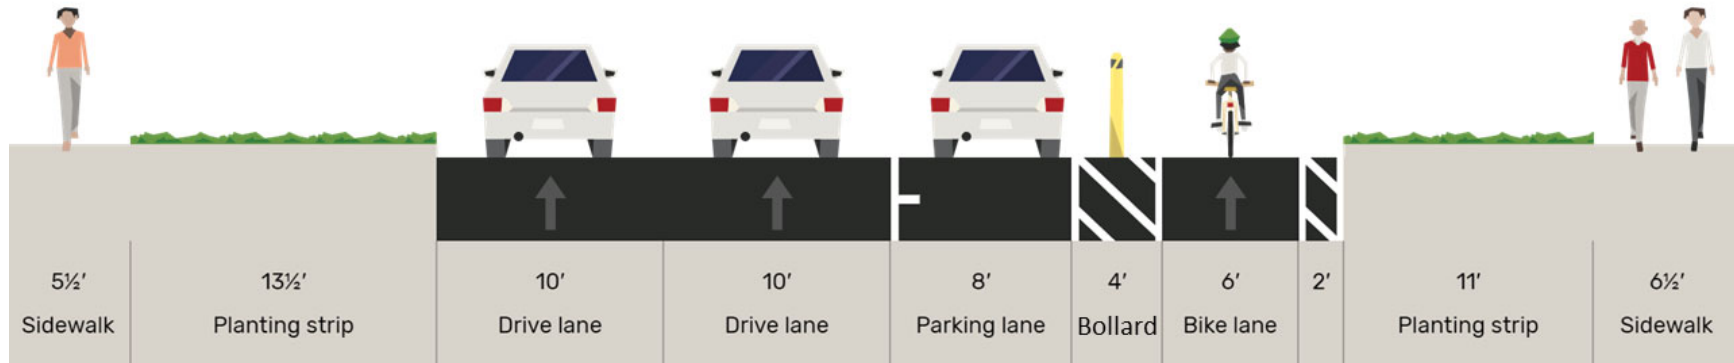 5½′ 13½′ 10′ 10′ 8′ 4′ 6′ 2′ 11′ 6½′
Sidewalk Planting strip Drive lane Drive lane Parking lane Bollard Bike lane Planting strip Sidewalk